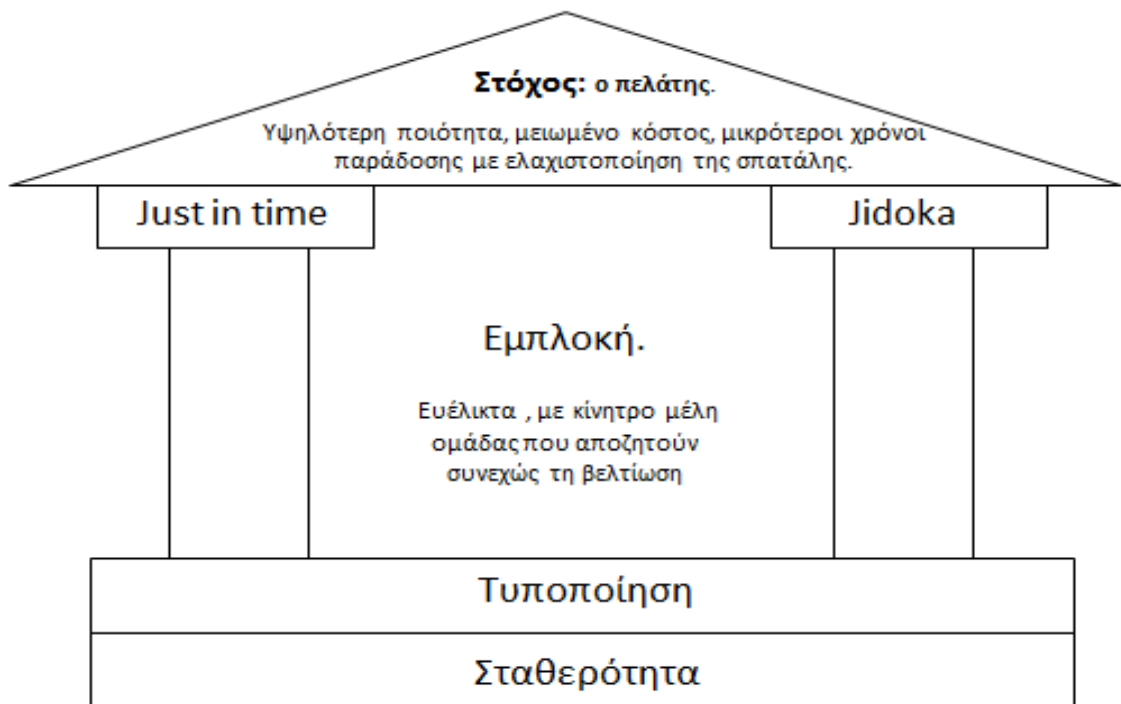 Στόχος: ο πελάτης.
Υψηλότερη ποιότητα, μειωμένο κόστος, μικρότεροι χρόνοι
παράδοσης με ελαχιστοποίηση της σπατάλης.
Just in time
Jidoka
Εμπλοκή.
Ευέλικτα , με κίνητρο μέλη
ομάδας που αποζητούν
συνεχώς τη βελτίωση
Τυποποίηση
Σταθερότητα